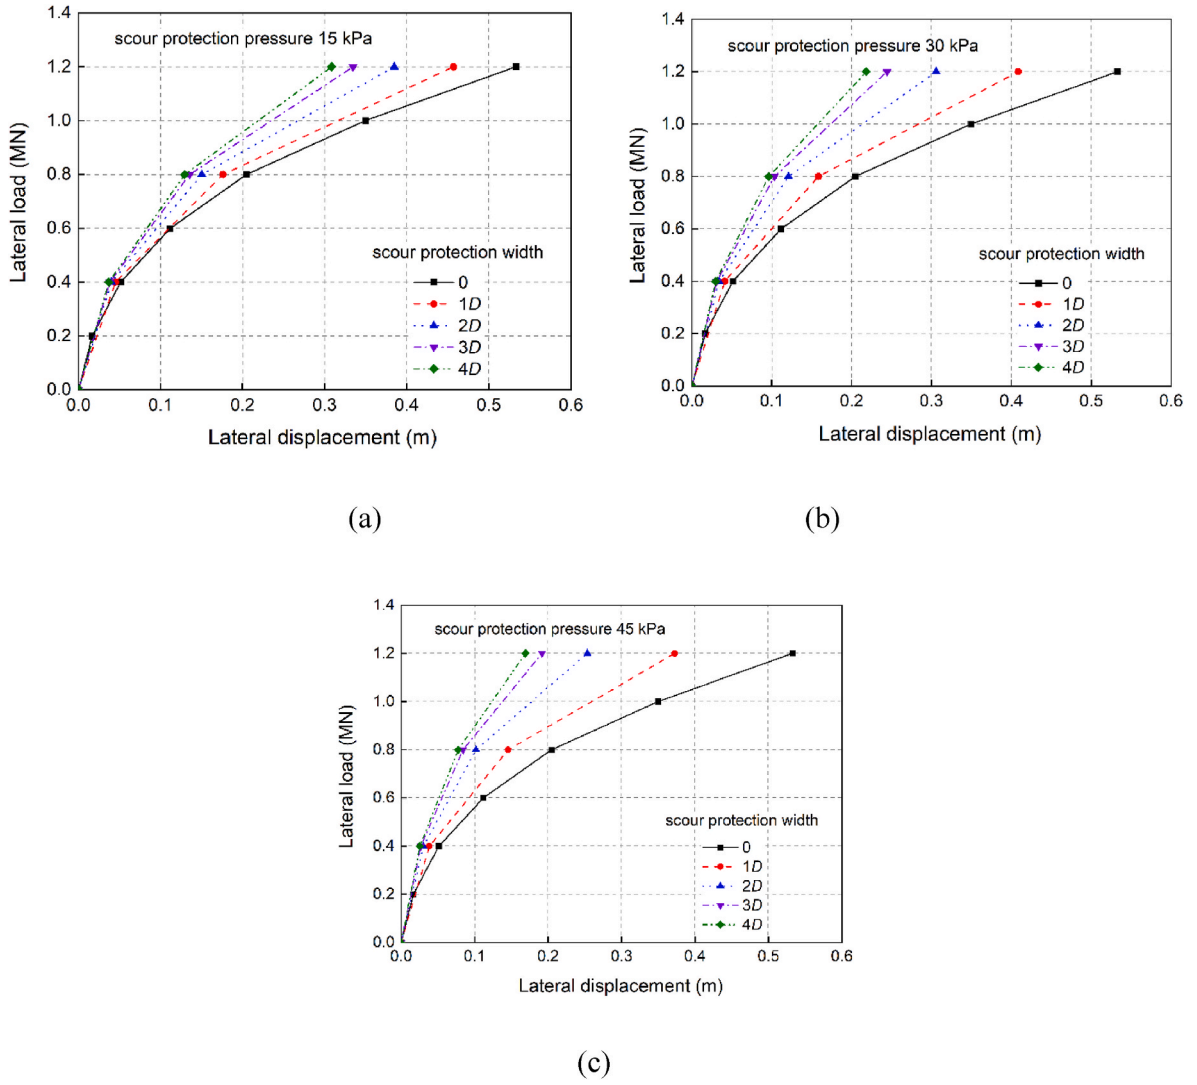 scour protection pressure 15 kPa
Lateral load (MN)
1.4
1.2
1.0
0.8
0.6
0.4
0.2
0.0
scour protection width
0
1D
2D
3D
4D
0.0 0.1 0.2 0.3 0.4 0.5 0.6
Lateral displacement (m)
(a)
scour protection pressure 30 kPa
Lateral load (MN)
1.4
1.2
1.0
0.8
0.6
0.4
0.2
0.0
scour protection width
0
1D
2D
3D
4D
0.0 0.1 0.2 0.3 0.4 0.5 0.6
Lateral displacement (m)
(b)
scour protection pressure 45 kPa
Lateral load (MN)
1.4
1.2
1.0
0.8
0.6
0.4
0.2
0.0
scour protection width
0
1D
2D
3D
4D
0.0 0.1 0.2 0.3 0.4 0.5 0.6
Lateral displacement (m)
(c)